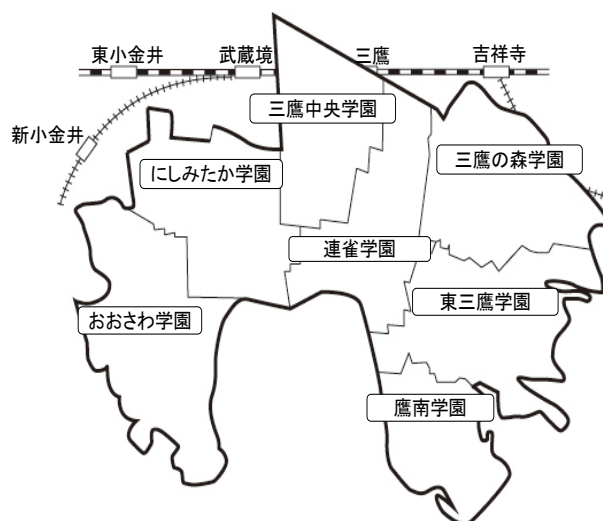 東小金井
武蔵境
三鷹
吉祥寺
新小金井
三鷹中央学園
にしみたか学園
三鷹の森学園
連雀学園
おおさわ学園
東三鷹学園
鷹南学園